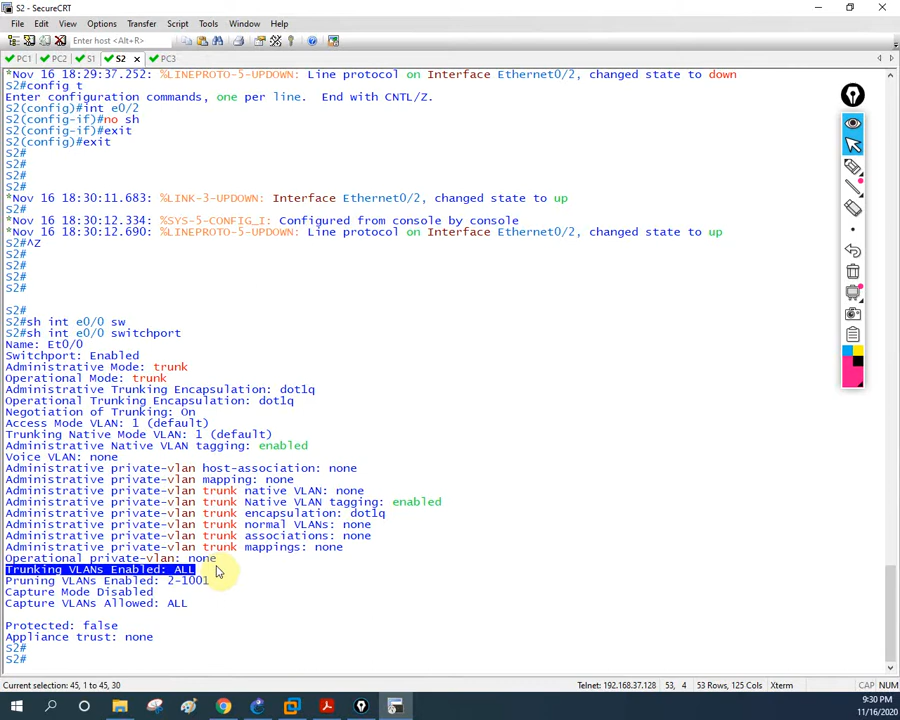 S2 - SecureCRT
File Edit View Options Transfer Script Tools Window Help
Enter host <Alt+R>
PC1 PC2 S1 S2 PC3
*Nov 16 18:29:37.252: %LINEPROTO-5-UPDOWN: Line protocol on Interface Ethernet0/2, changed state to down
S2#config t
Enter configuration commands, one per line. End with CNTL/Z.
S2(config)#int e0/2
S2(config-if)#no sh
S2(config-if)#exit
S2(config)#exit
S2#
S2#
S2#
S2#
*Nov 16 18:30:11.683: %LINK-3-UPDOWN: Interface Ethernet0/2, changed state to up
S2#
*Nov 16 18:30:12.334: %SYS-5-CONFIG_I: Configured from console by console
*Nov 16 18:30:12.690: %LINEPROTO-5-UPDOWN: Line protocol on Interface Ethernet0/2, changed state to up
S2#^Z
S2#
S2#
S2#
S2#
S2#
S2#sh int e0/0 sw
S2#sh int e0/0 switchport
Name: Et0/0
Switchport: Enabled
Administrative Mode: trunk
Operational Mode: trunk
Administrative Trunking Encapsulation: dot1q
Operational Trunking Encapsulation: dot1q
Negotiation of Trunking: On
Access Mode VLAN: 1 (default)
Trunking Native Mode VLAN: 1 (default)
Administrative Native VLAN tagging: enabled
Voice VLAN: none
Administrative private-vlan host-association: none
Administrative private-vlan mapping: none
Administrative private-vlan trunk native VLAN: none
Administrative private-vlan trunk Native VLAN tagging: enabled
Administrative private-vlan trunk encapsulation: dot1q
Administrative private-vlan trunk normal VLANs: none
Administrative private-vlan trunk associations: none
Administrative private-vlan trunk mappings: none
Operational private-vlan: none
Trunking VLANs Enabled: ALL
Pruning VLANs Enabled: 2-1001
Capture Mode Disabled
Capture VLANs Allowed: ALL
Protected: false
Appliance trust: none
S2#
S2#
Current selection: 45, 1 to 45, 30 Telnet: 192.168.37.128 53, 4 53 Rows, 125 Cols Xterm CAP NUM
9:30 PM
11/16/2020